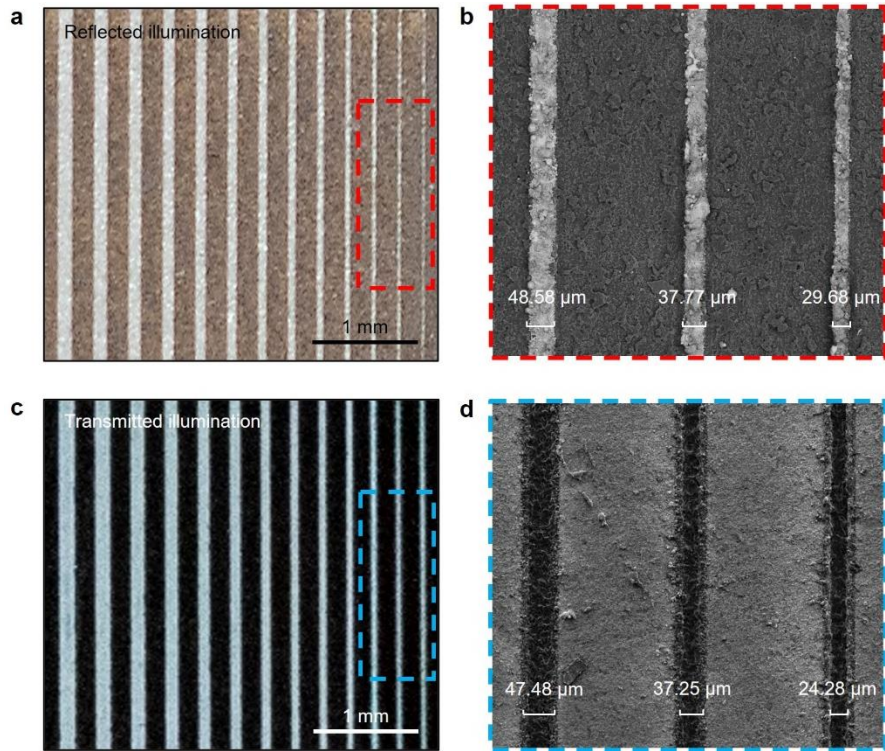 a
Reflected illumination
1 mm
b
48.58 µm
37.77 µm
29.68 µm
c
Transmitted illumination
1 mm
d
47.48 µm
37.25 µm
24.28 µm